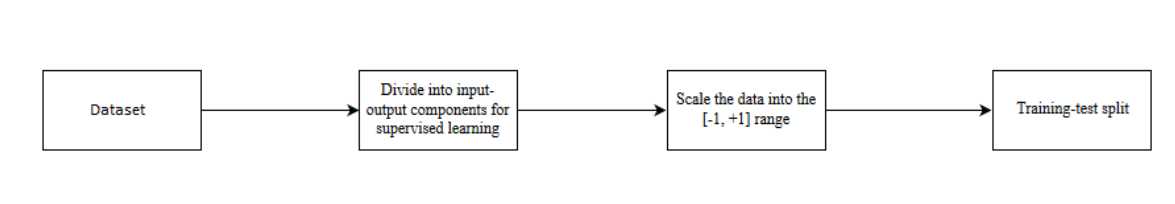 Dataset
Divide into input-
output components for
supervised learning
Scale the data into the
[-1, +1] range
Training-test split